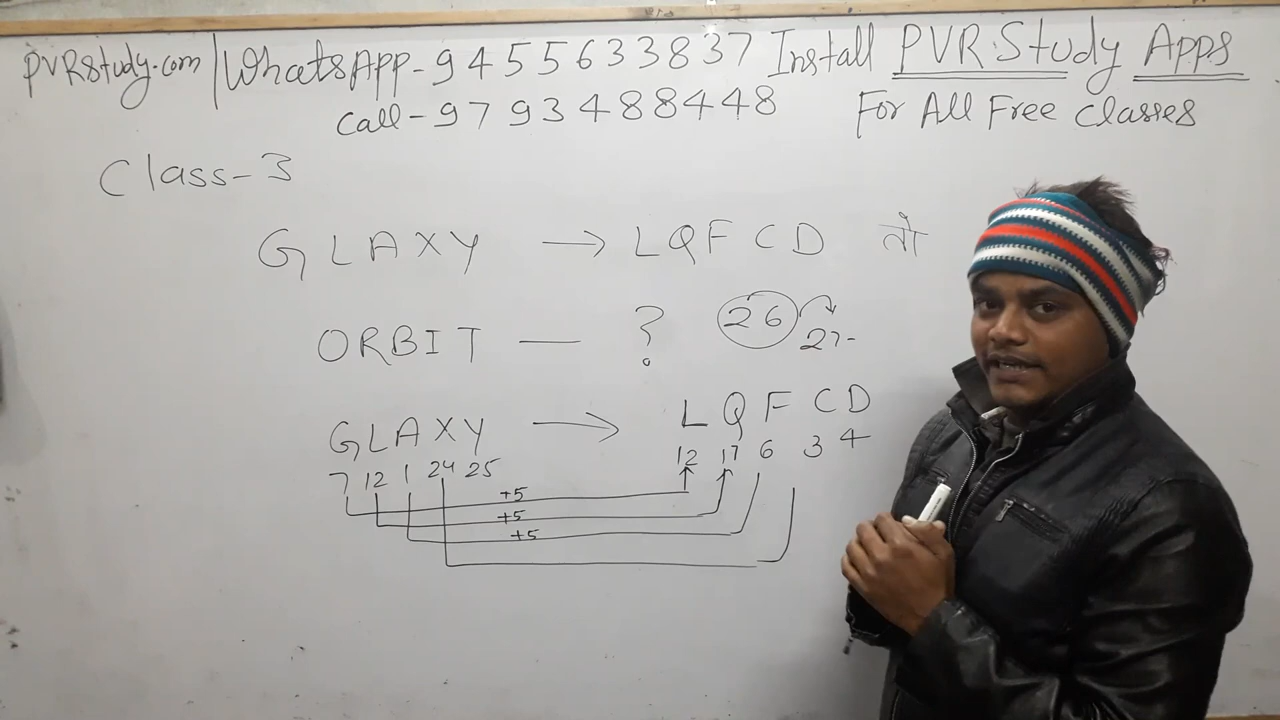 PVRstudy.com | WhatsApp - 9455633837 Install PVR Study Apps
Call - 9793488448 For All Free Classes
Class - 3
GLAXY → LQFCD तो
ORBIT — ? 26 27-
GLAXY → LQFCD
7 12 1 24 25 12 17 6 3 4
+5
+5
+5